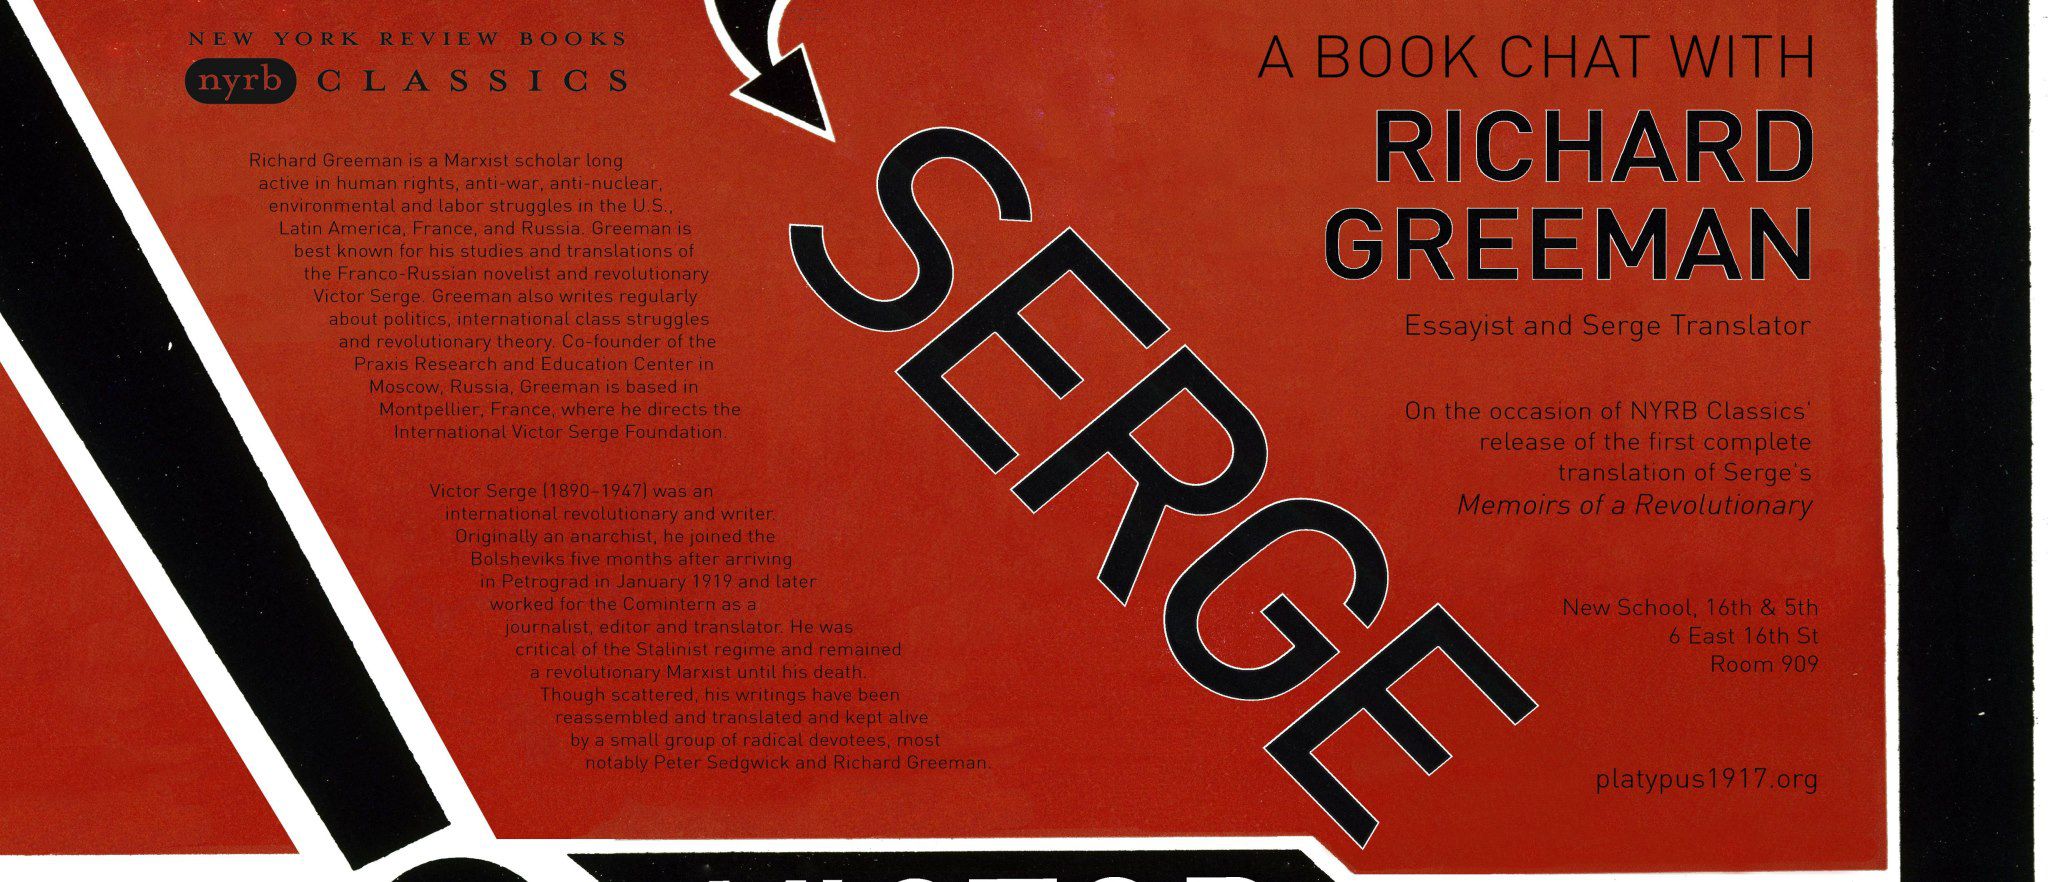 NEW YORK REVIEW BOOKS
nyrb CLASSICS
Richard Greeman is a Marxist scholar long
active in human rights, anti-war, anti-nuclear,
environmental and labor struggles in the U.S.,
Latin America, France, and Russia. Greeman is
best known for his studies and translations of
the Franco-Russian novelist and revolutionary
Victor Serge. Greeman also writes regularly
about politics, international class struggles
and revolutionary theory. Co-founder of the
Praxis Research and Education Center in
Moscow, Russia, Greeman is based in
Montpellier, France, where he directs the
International Victor Serge Foundation.
Victor Serge (1890–1947) was an
international revolutionary and writer.
Originally an anarchist, he joined the
Bolsheviks five months after arriving
in Petrograd in January 1919 and later
worked for the Comintern as a
journalist, editor and translator. He was
critical of the Stalinist regime and remained
a revolutionary Marxist until his death.
Though scattered, his writings have been
reassembled and translated and kept alive
by a small group of radical devotees, most
notably Peter Sedgwick and Richard Greeman.
SERGE
A BOOK CHAT WITH
RICHARD
GREEMAN
Essayist and Serge Translator
On the occasion of NYRB Classics'
release of the first complete
translation of Serge's
Memoirs of a Revolutionary
New School, 16th & 5th
6 East 16th St
Room 909
platypus1917.org